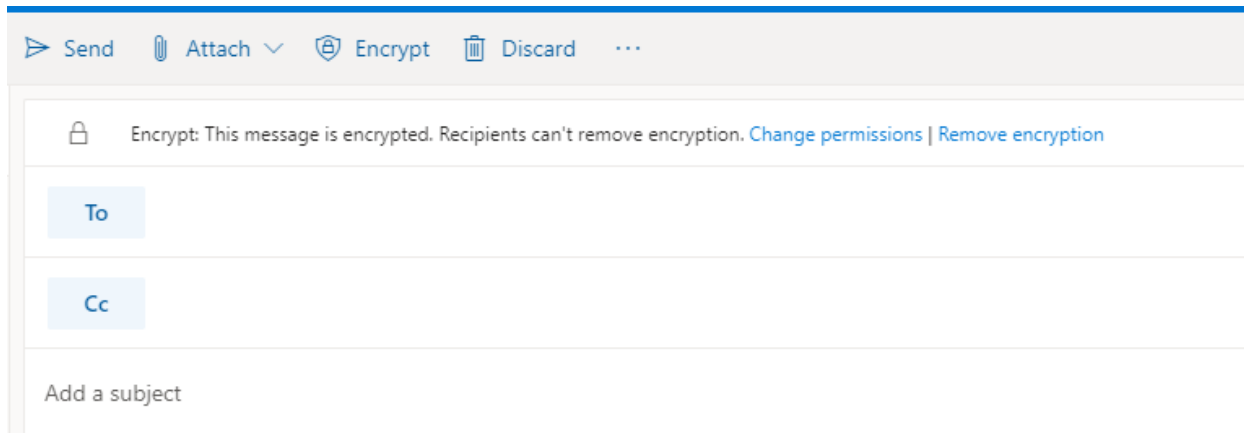 Send Attach Encrypt Discard ...
Encrypt: This message is encrypted. Recipients can't remove encryption. Change permissions | Remove encryption
To
Cc
Add a subject